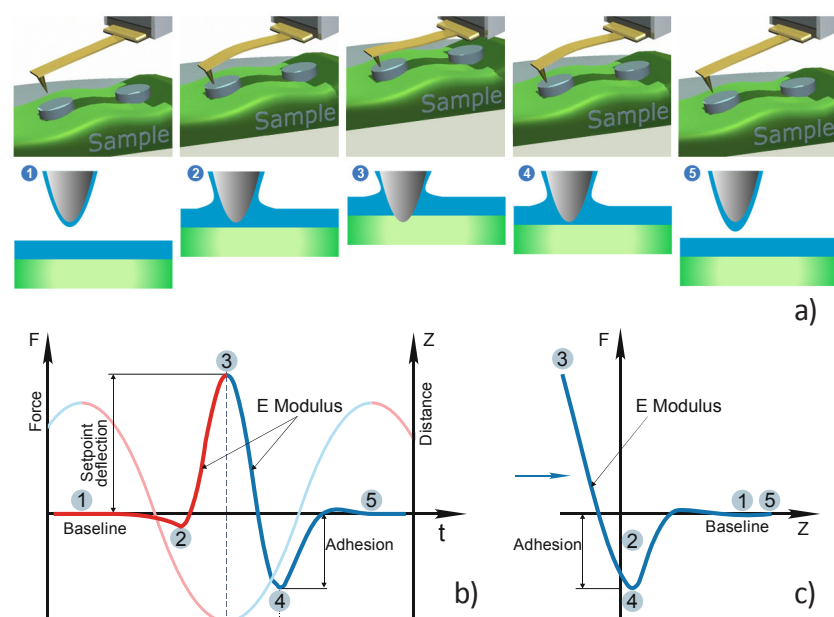 Sample
Sample
Sample
Sample
Sample
1
2
3
4
5
a)
F
Z
F
3
3
Force
Setpoint
deflection
E Modulus
Distance
E Modulus
1
5
1
5
Baseline
2
t
Baseline
Z
Adhesion
Adhesion
2
4
b)
4
c)